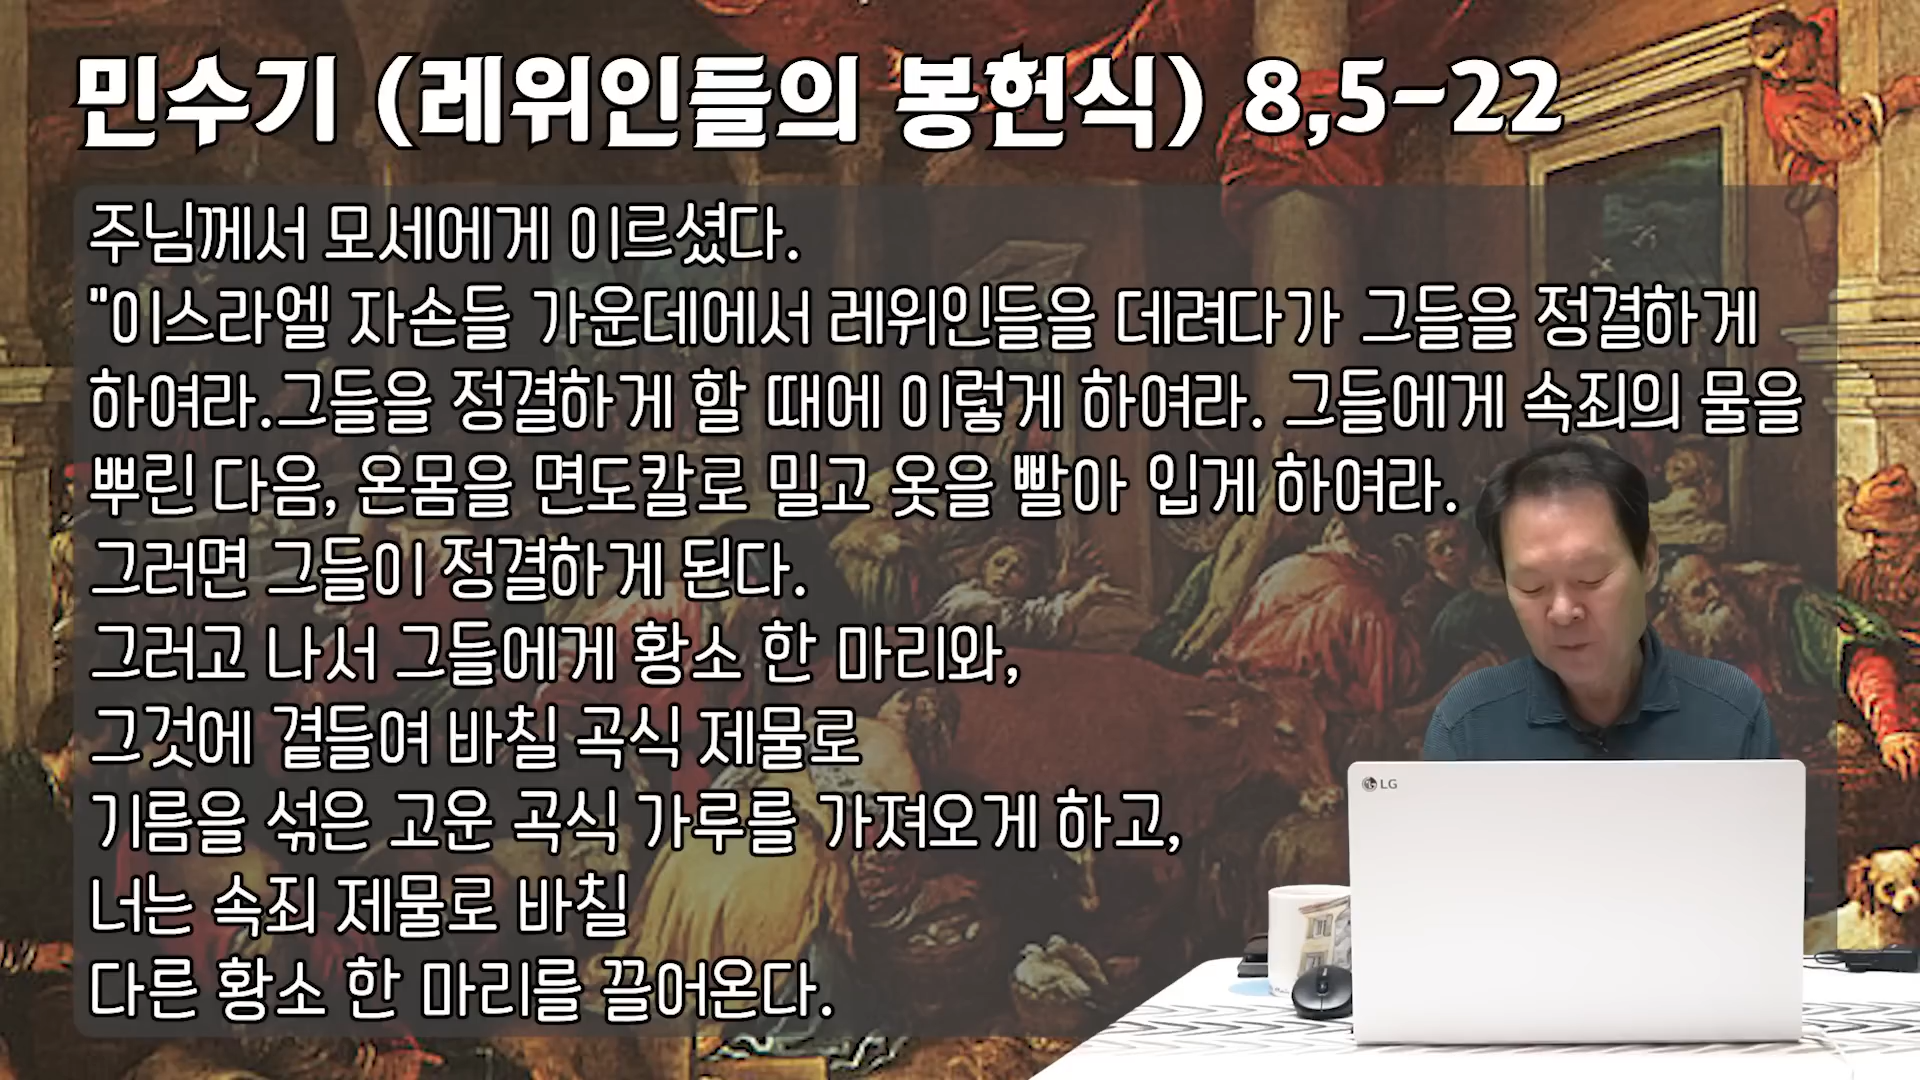 민수기 (레위인들의 봉헌식) 8,5-22
주님께서 모세에게 이르셨다.
"이스라엘 자손들 가운데에서 레위인들을 데려다가 그들을 정결하게
하여라.그들을 정결하게 할 때에 이렇게 하여라. 그들에게 속죄의 물을
뿌린 다음, 온몸을 면도칼로 밀고 옷을 빨아 입게 하여라.
그러면 그들이 정결하게 된다.
그러고 나서 그들에게 황소 한 마리와,
그것에 곁들여 바칠 곡식 제물로
기름을 섞은 고운 곡식 가루를 가져오게 하고,
너는 속죄 제물로 바칠
다른 황소 한 마리를 끌어온다.
LG